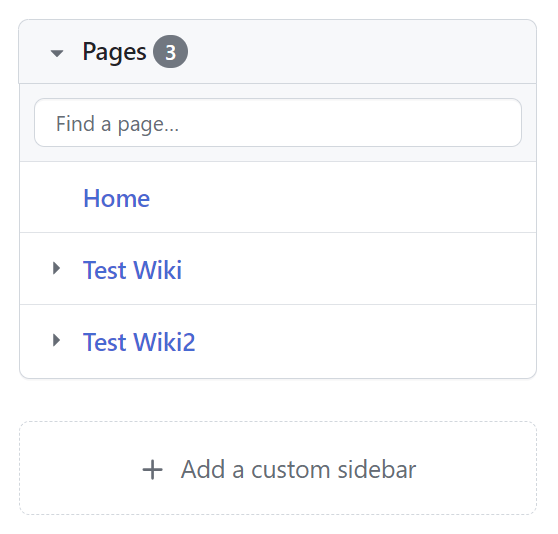 Pages 3
Find a page...
Home
Test Wiki
Test Wiki2
Add a custom sidebar